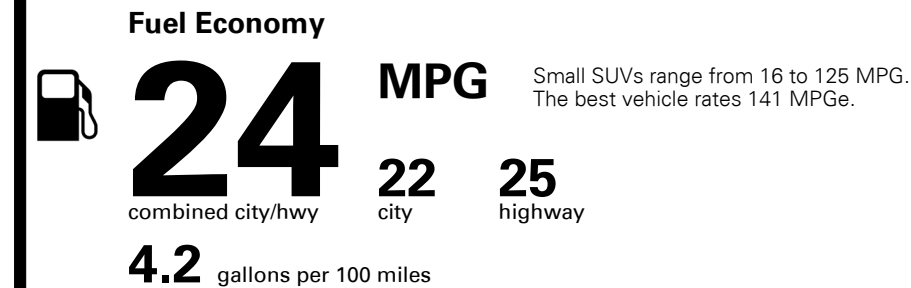 Fuel Economy
24 MPG
Small SUVs range from 16 to 125 MPG.
The best vehicle rates 141 MPGe.
22 25
combined city/hwy city highway
4.2 gallons per 100 miles